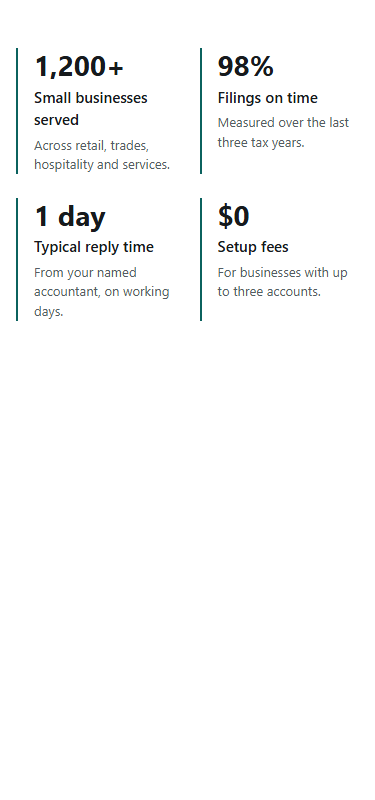 1,200+
Small businesses
served
Across retail, trades,
hospitality and services.
98%
Filings on time
Measured over the last
three tax years.
1 day
Typical reply time
From your named
accountant, on working
days.
$0
Setup fees
For businesses with up
to three accounts.